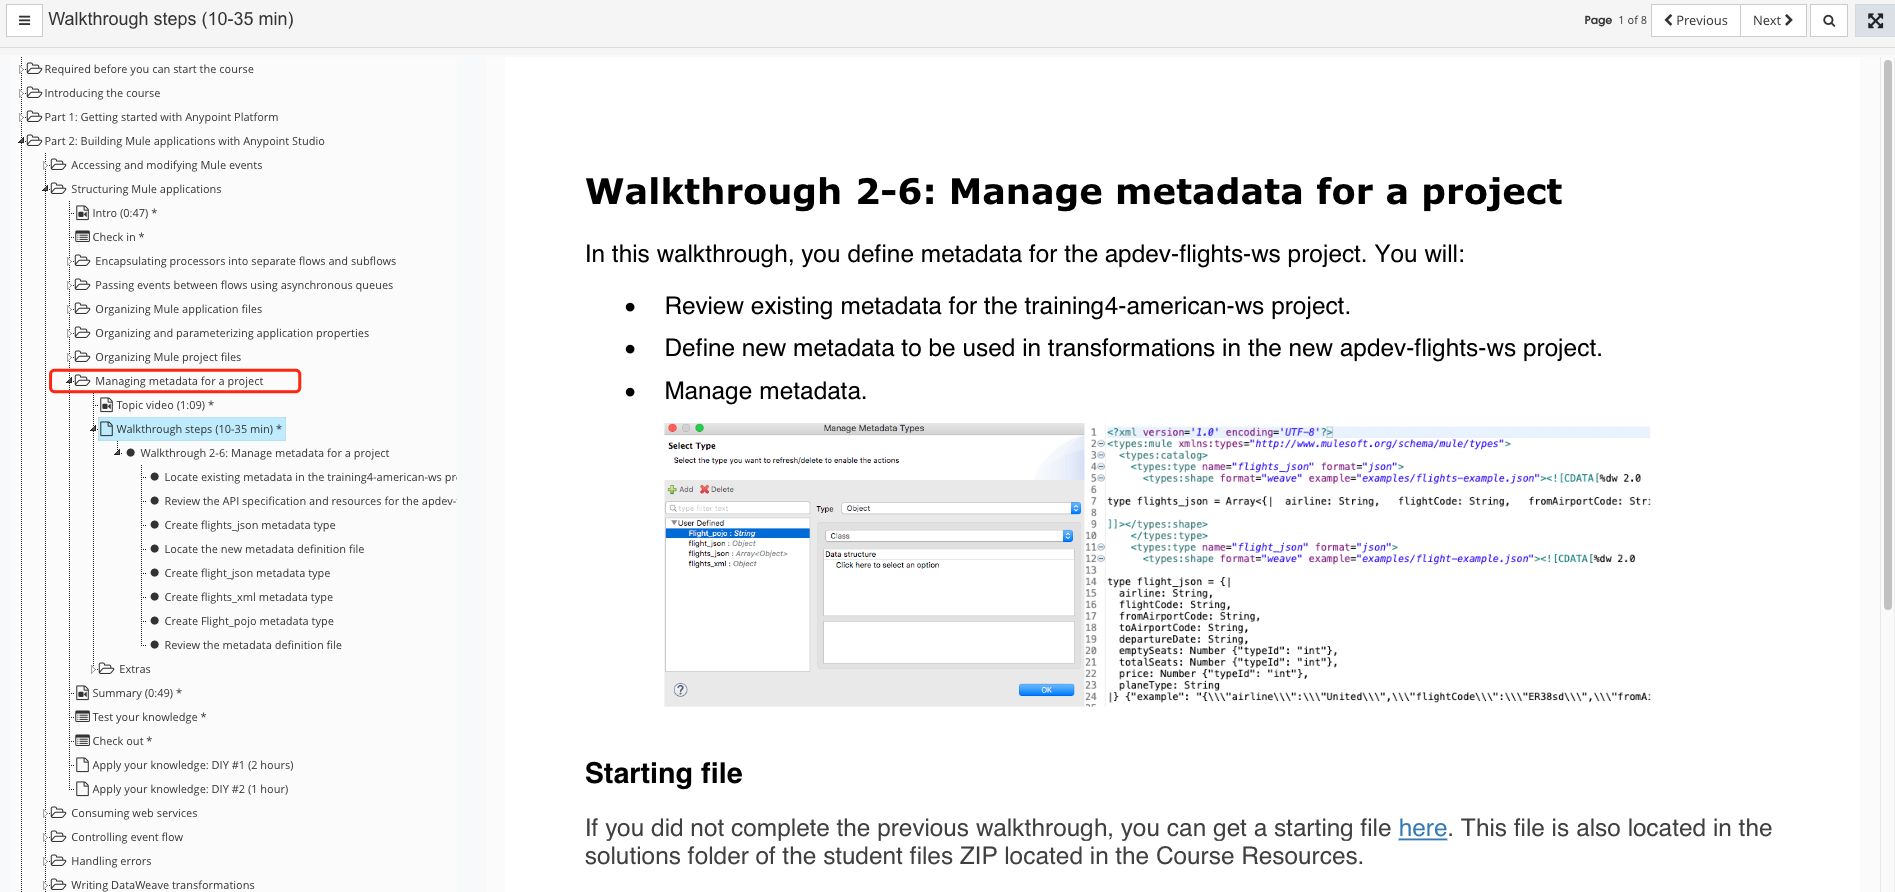 Walkthrough steps (10-35 min)
Page 1 of 8
Previous
Next
Required before you can start the course
Introducing the course
Part 1: Getting started with Anypoint Platform
Part 2: Building Mule applications with Anypoint Studio
Accessing and modifying Mule events
Structuring Mule applications
Intro (0:47) *
Check in *
Encapsulating processors into separate flows and subflows
Passing events between flows using asynchronous queues
Organizing Mule application files
Organizing and parameterizing application properties
Organizing Mule project files
Managing metadata for a project
Topic video (1:09) *
Walkthrough steps (10-35 min) *
Walkthrough 2-6: Manage metadata for a project
Locate existing metadata in the training4-american-ws pr
Review the API specification and resources for the apdev-
Create flights_json metadata type
Locate the new metadata definition file
Create flight_json metadata type
Create flights_xml metadata type
Create Flight_pojo metadata type
Review the metadata definition file
Extras
Summary (0:49) *
Test your knowledge *
Check out *
Apply your knowledge: DIY #1 (2 hours)
Apply your knowledge: DIY #2 (1 hour)
Consuming web services
Controlling event flow
Handling errors
Writing DataWeave transformations
Walkthrough 2-6: Manage metadata for a project
In this walkthrough, you define metadata for the apdev-flights-ws project. You will:
• Review existing metadata for the training4-american-ws project.
• Define new metadata to be used in transformations in the new apdev-flights-ws project.
• Manage metadata.
Manage Metadata Types
Select Type
Select the type you want to refresh/delete to enable the actions
Add Delete
type filter text
User Defined
Flight_pojo : String
flight_json : Object
flights_json : Array<Object>
flights_xml : Object
Type Object
Class
Data structure
Click here to select an option
?
OK
1 <?xml version='1.0' encoding='UTF-8'?>
2 <types:mule xmlns:types="http://www.mulesoft.org/schema/mule/types">
3 <types:catalog>
4 <types:type name="flights_json" format="json">
5 <types:shape format="weave" example="examples/flights-example.json"><![CDATA[%dw 2.0
6
7 type flights_json = Array<{| airline: String, flightCode: String, fromAirportCode: Stri
8
9 ]]></types:shape>
10 </types:type>
11 <types:type name="flight_json" format="json">
12 <types:shape format="weave" example="examples/flight-example.json"><![CDATA[%dw 2.0
13
14 type flight_json = {|
15 airline: String,
16 flightCode: String,
17 fromAirportCode: String,
18 toAirportCode: String,
19 departureDate: String,
20 emptySeats: Number {"typeId": "int"},
21 totalSeats: Number {"typeId": "int"},
22 price: Number {"typeId": "int"},
23 planeType: String
24 |} {"example": "{\\\"airline\\\":\\\"United\\\",\\\"flightCode\\\":\\\"ER38sd\\\",\\\"fromAi
Starting file
If you did not complete the previous walkthrough, you can get a starting file here. This file is also located in the
solutions folder of the student files ZIP located in the Course Resources.